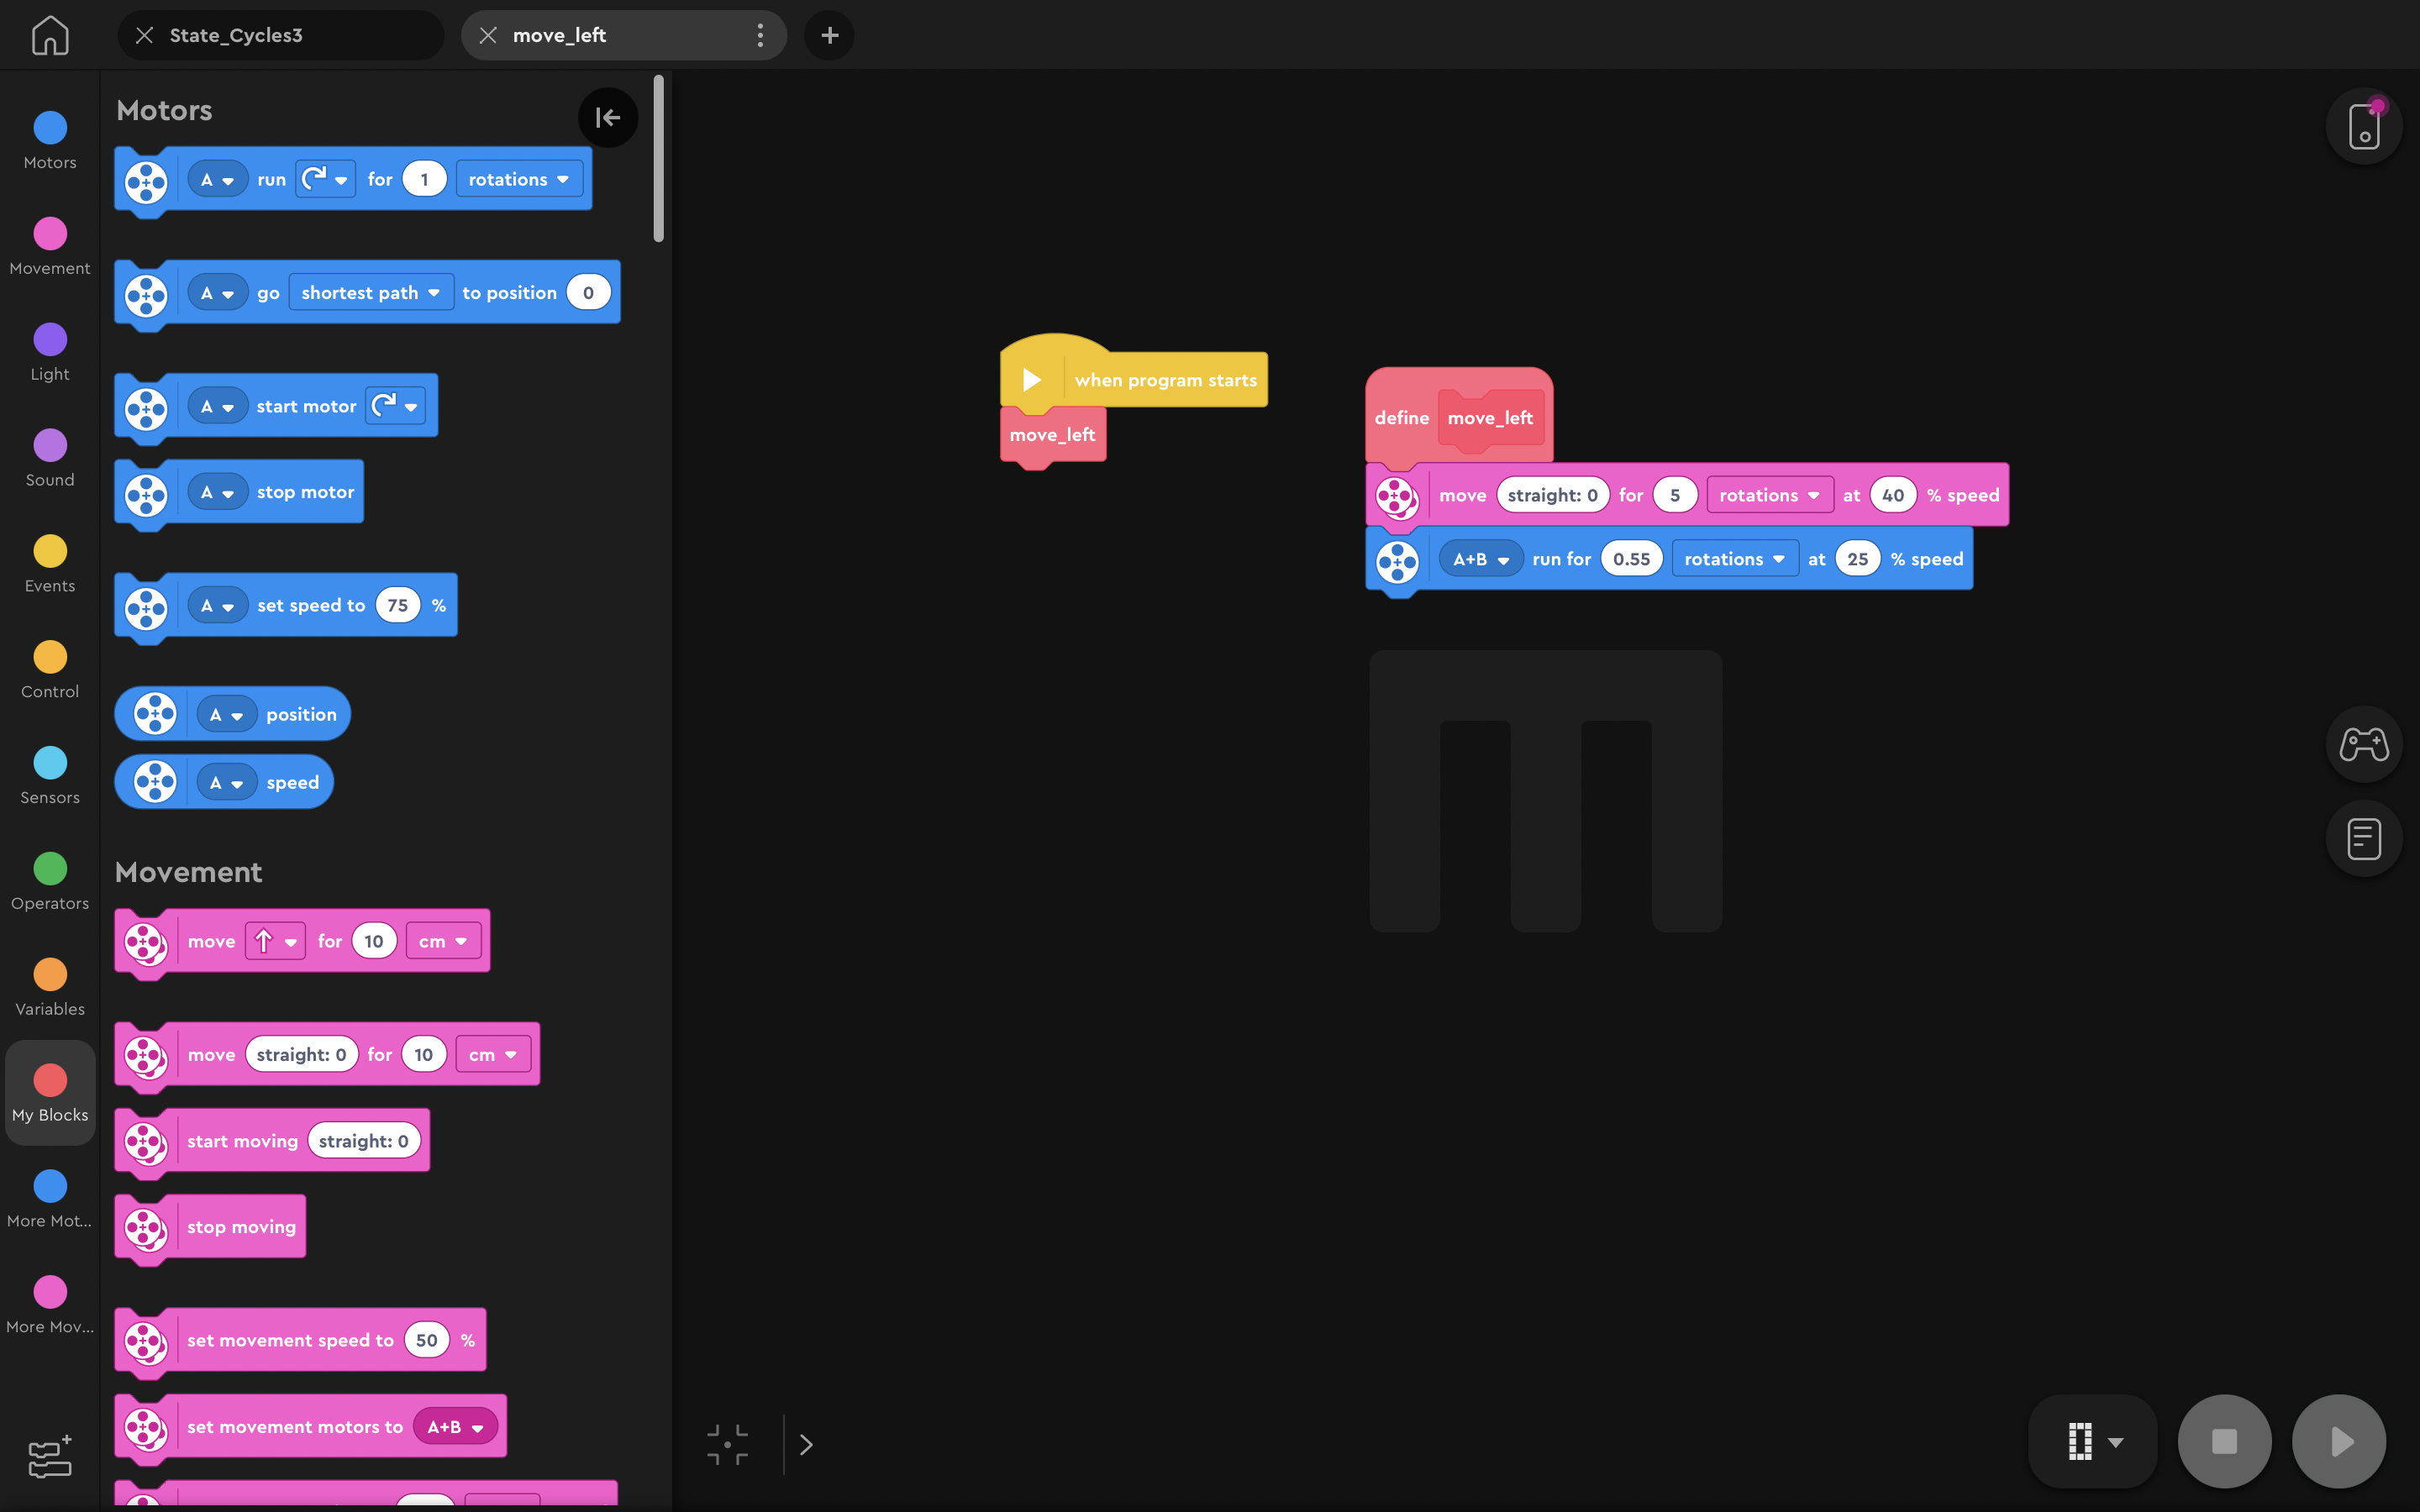 State_Cycles3
move_left
Motors
Movement
Light
Sound
Events
Control
Sensors
Operators
Variables
My Blocks
More Mot...
More Mov...
Motors
A run for 1 rotations
A go shortest path to position 0
A start motor
A stop motor
A set speed to 75 %
A position
A speed
Movement
move for 10 cm
move straight: 0 for 10 cm
start moving straight: 0
stop moving
set movement speed to 50 %
set movement motors to A+B
when program starts
move_left
define move_left
move straight: 0 for 5 rotations at 40 % speed
A+B run for 0.55 rotations at 25 % speed
0